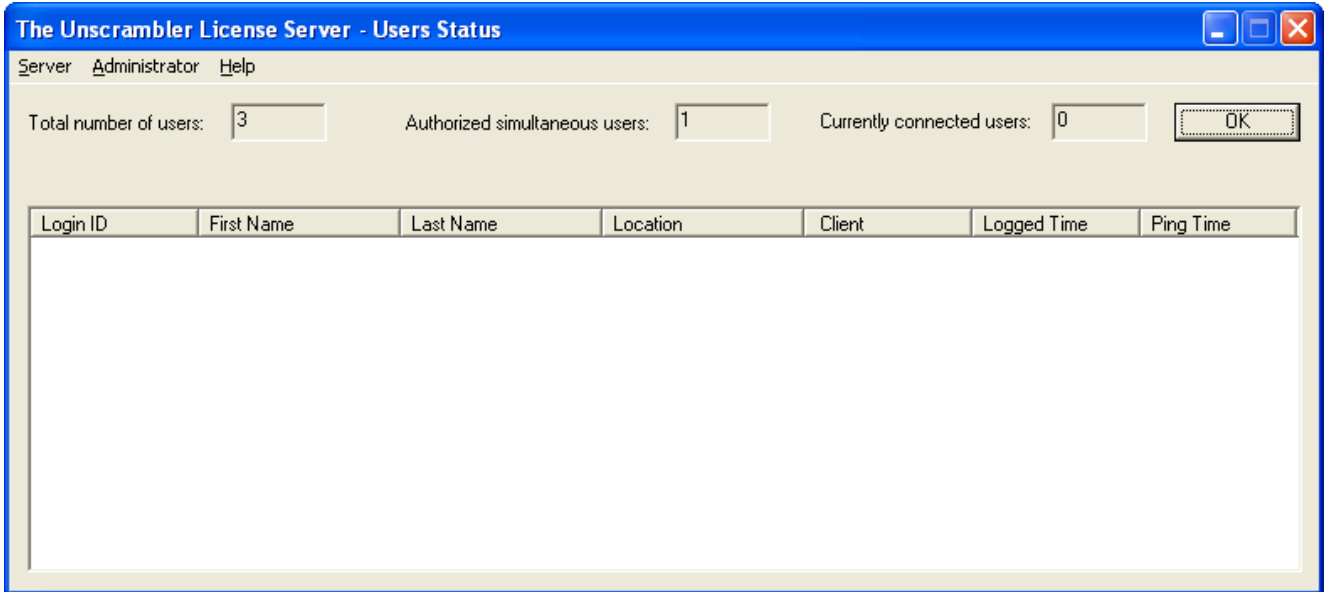 The Unscrambler License Server - Users Status
Server Administrator Help
Total number of users: 3 Authorized simultaneous users: 1 Currently connected users: 0 OK
Login ID First Name Last Name Location Client Logged Time Ping Time